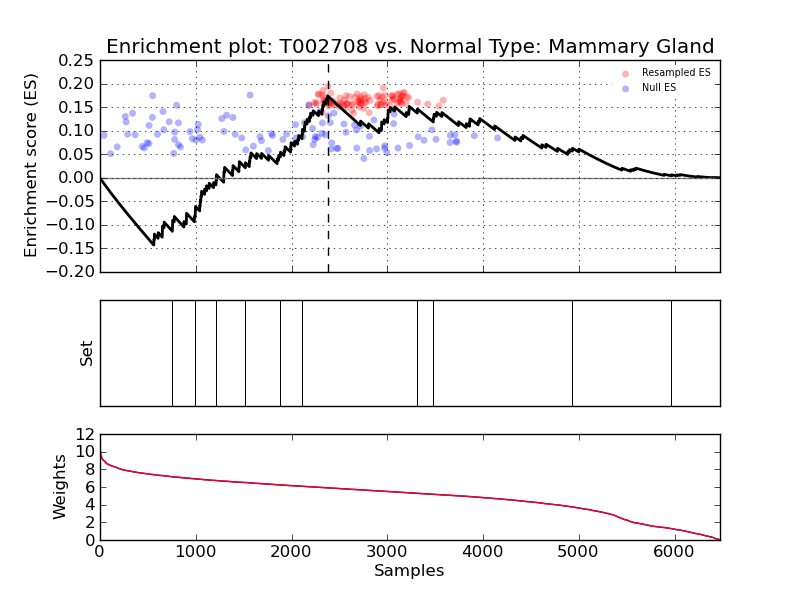 Enrichment plot: T002708 vs. Normal Type: Mammary Gland
Enrichment score (ES)
0.25
0.20
0.15
0.10
0.05
0.00
−0.05
−0.10
−0.15
−0.20
Resampled ES
Null ES
Set
Weights
12
10
8
6
4
2
0
0 1000 2000 3000 4000 5000 6000
Samples